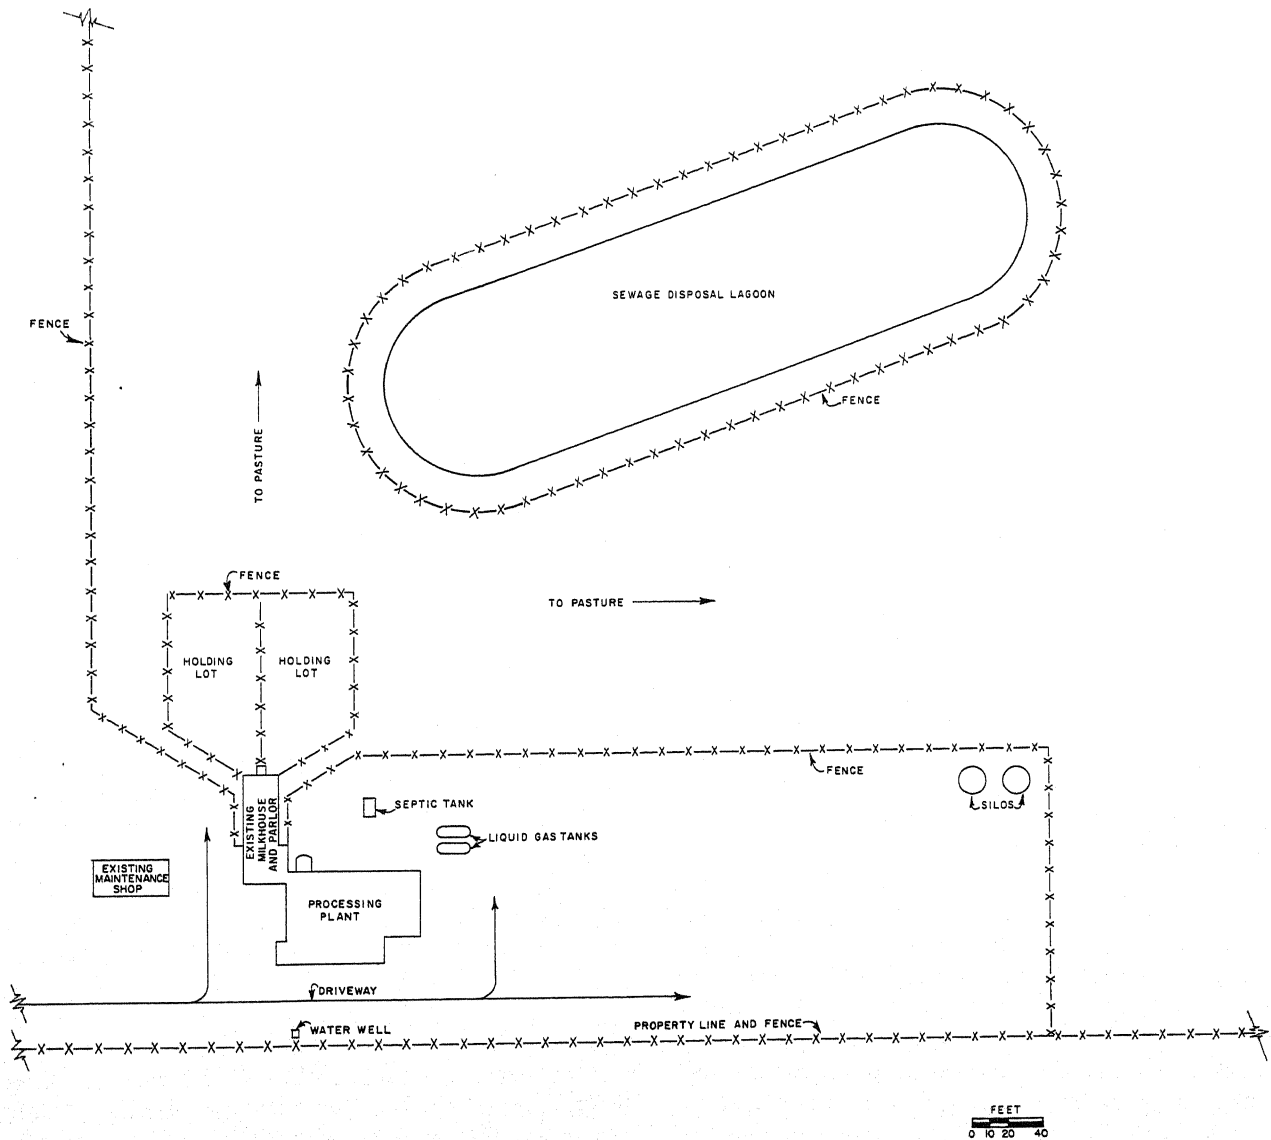 SEWAGE DISPOSAL LAGOON
FENCE
FENCE
TO PASTURE
FENCE
TO PASTURE
HOLDING
LOT
HOLDING
LOT
FENCE
SILOS
SEPTIC TANK
LIQUID GAS TANKS
EXISTING
MILKHOUSE
AND PARLOR
EXISTING
MAINTENANCE
SHOP
PROCESSING
PLANT
DRIVEWAY
WATER WELL
PROPERTY LINE AND FENCE
FEET
0 10 20 40